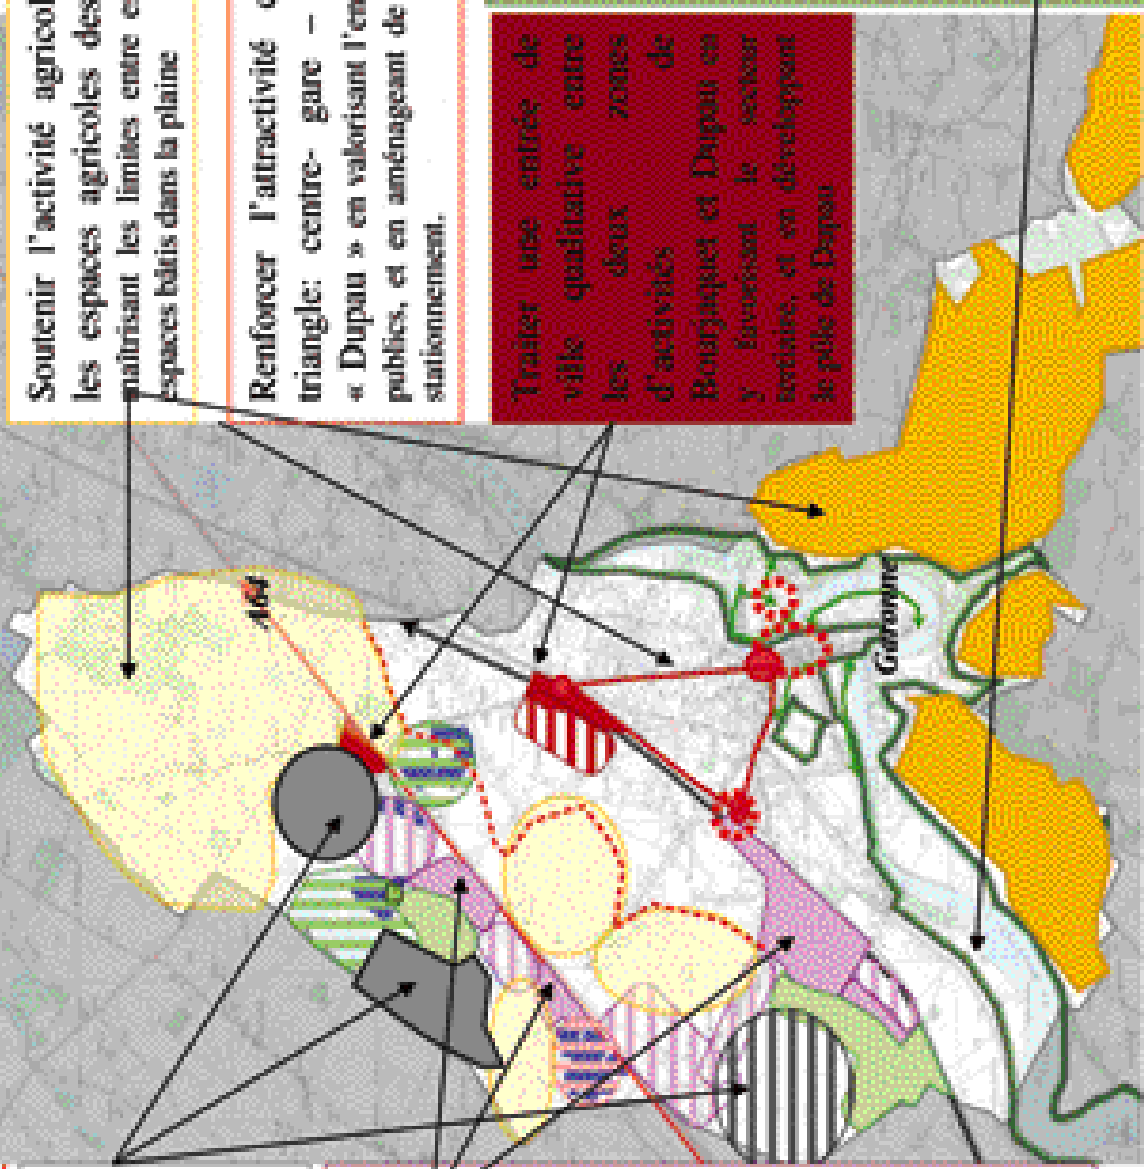 Soutenir l'activité agricol
les espaces agricoles des
maîtrisant les limites entre e
espaces bâtis dans la plaine
Renforcer l'attractivité
triangle: centre- gare –
« Dupau » en valorisant l'en
publics, et en aménageant de
stationnement.
Traiter une entrée de
ville qualitative entre
les deux zones
d'activités de
Bourjaquet et Dupau en
y favorisant le secteur
tertiaire, et en développant
le pôle de Dapau
A64
Garonne